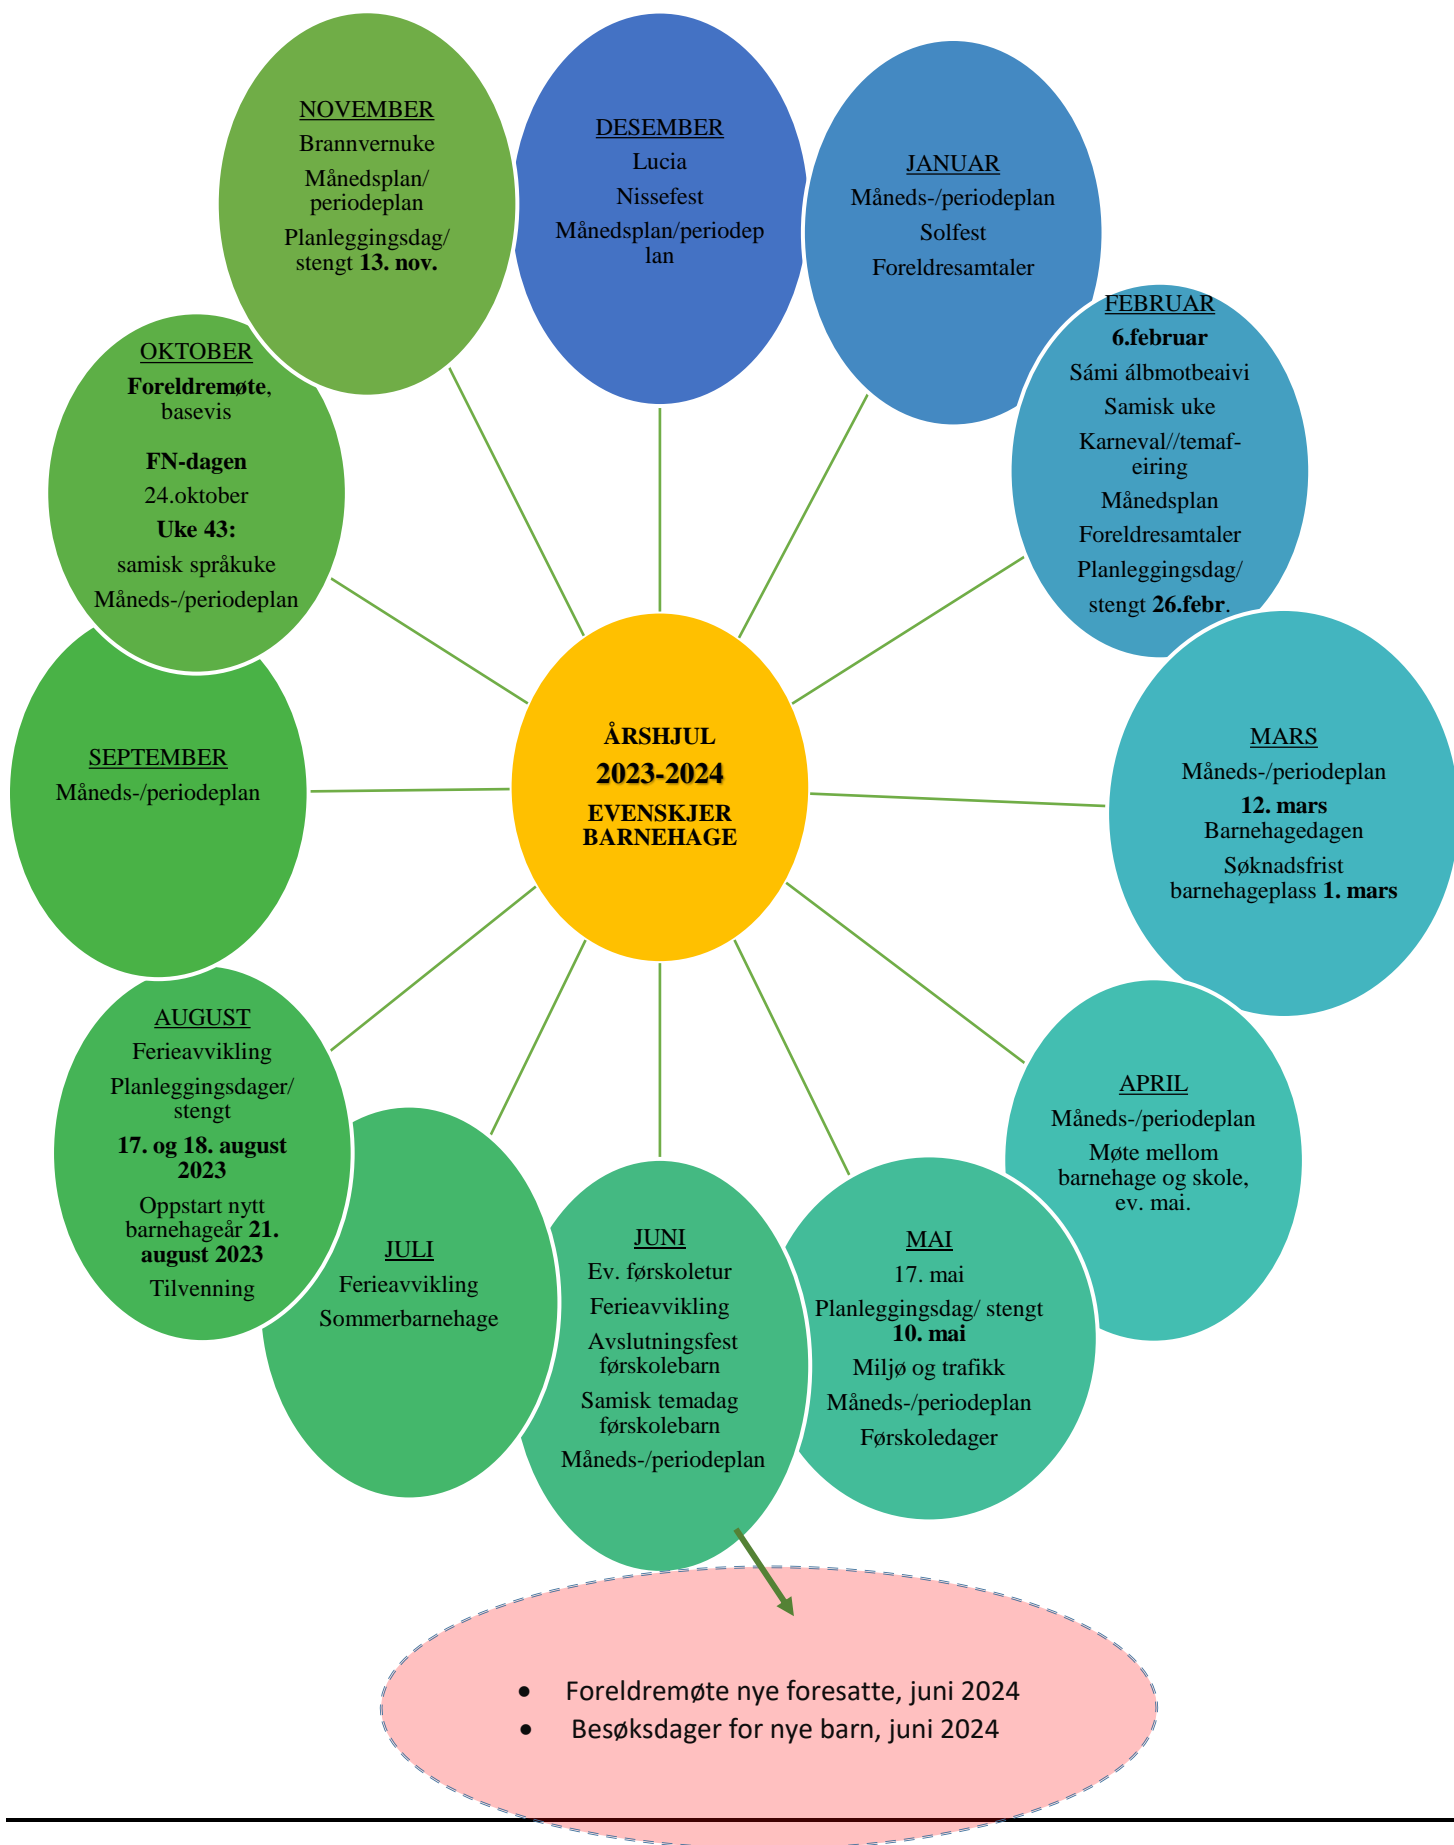 NOVEMBER
Brannvernuke
Månedsplan/
periodeplan
Planleggingsdag/
stengt 13. nov.
DESEMBER
Lucia
Nissefest
Månedsplan/periodep
lan
JANUAR
Måneds-/periodeplan
Solfest
Foreldresamtaler
FEBRUAR
6.februar
Sámi álbmotbeaivi
Samisk uke
Karneval//temaf-
eiring
Månedsplan
Foreldresamtaler
Planleggingsdag/
stengt 26.febr.
OKTOBER
Foreldremøte,
basevis
FN-dagen
24.oktober
Uke 43:
samisk språkuke
Måneds-/periodeplan
SEPTEMBER
Måneds-/periodeplan
ÅRSHJUL
2023-2024
EVENSKJER
BARNEHAGE
MARS
Måneds-/periodeplan
12. mars
Barnehagedagen
Søknadsfrist
barnehageplass 1. mars
AUGUST
Ferieavvikling
Planleggingsdager/
stengt
17. og 18. august
2023
Oppstart nytt
barnehageår 21.
august 2023
Tilvenning
APRIL
Måneds-/periodeplan
Møte mellom
barnehage og skole,
ev. mai.
JULI
Ferieavvikling
Sommerbarnehage
JUNI
Ev. førskoletur
Ferieavvikling
Avslutningsfest
førskolebarn
Samisk temadag
førskolebarn
Måneds-/periodeplan
MAI
17. mai
Planleggingsdag/ stengt
10. mai
Miljø og trafikk
Måneds-/periodeplan
Førskoledager
• Foreldremøte nye foresatte, juni 2024
• Besøksdager for nye barn, juni 2024